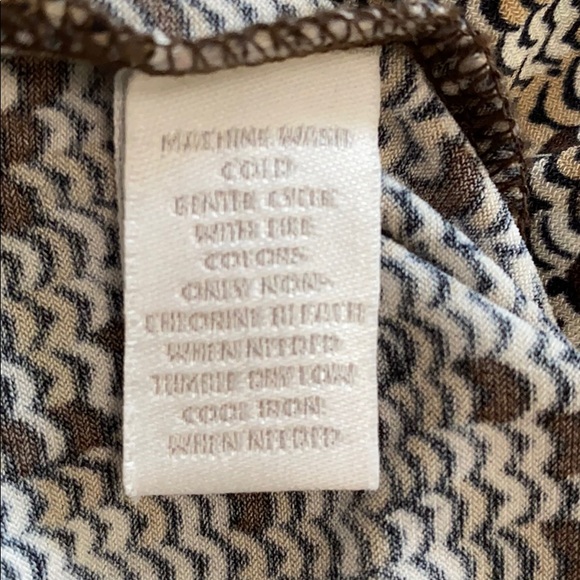 MACHINE WASH
COLD
GENTLE CYCLE
WITH LIKE
COLORS
ONLY NON-
CHLORINE BLEACH
WHEN NEEDED
TUMBLE DRY LOW
COOL IRON
WHEN NEEDED